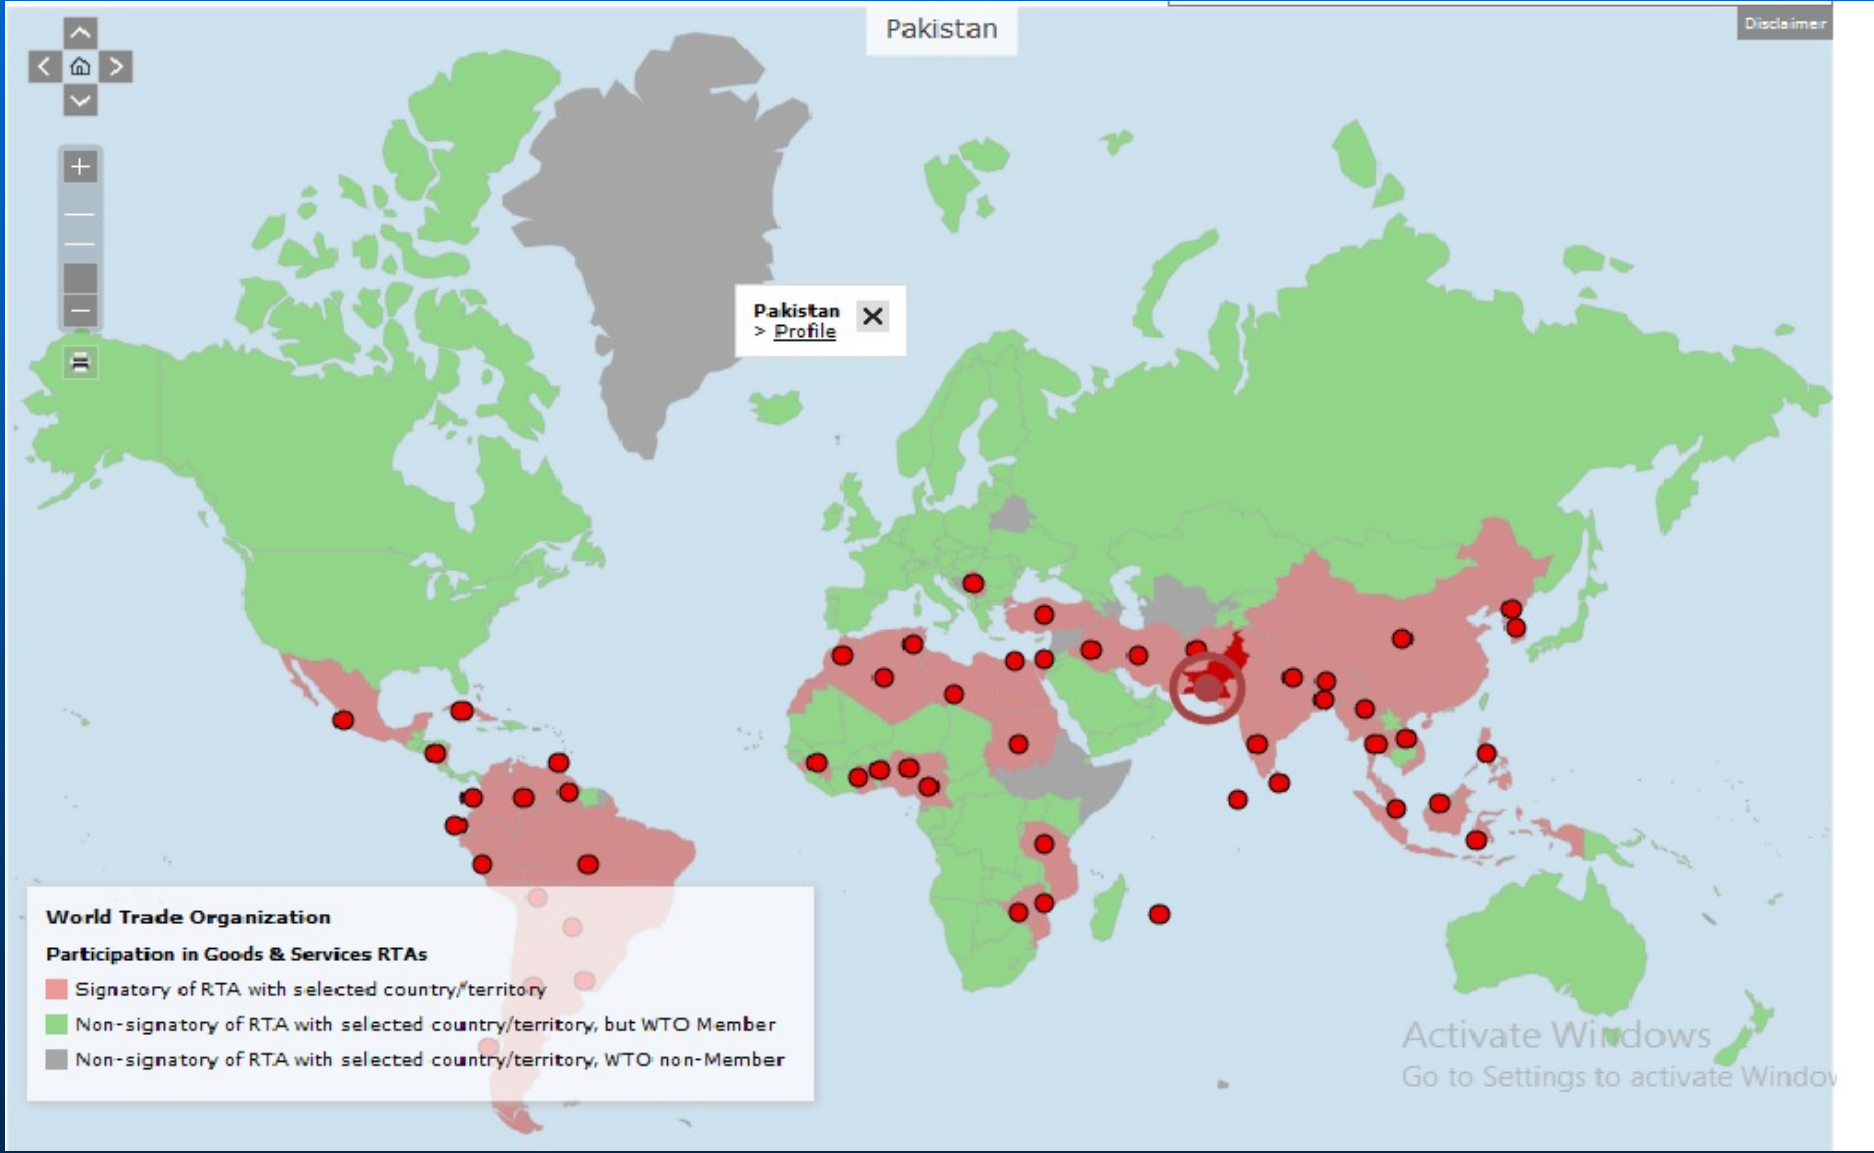 Pakistan
Disclaimer
Pakistan
> Profile
World Trade Organization
Participation in Goods & Services RTAs
Signatory of RTA with selected country/territory
Non-signatory of RTA with selected country/territory, but WTO Member
Non-signatory of RTA with selected country/territory, WTO non-Member
Activate Windows
Go to Settings to activate Window